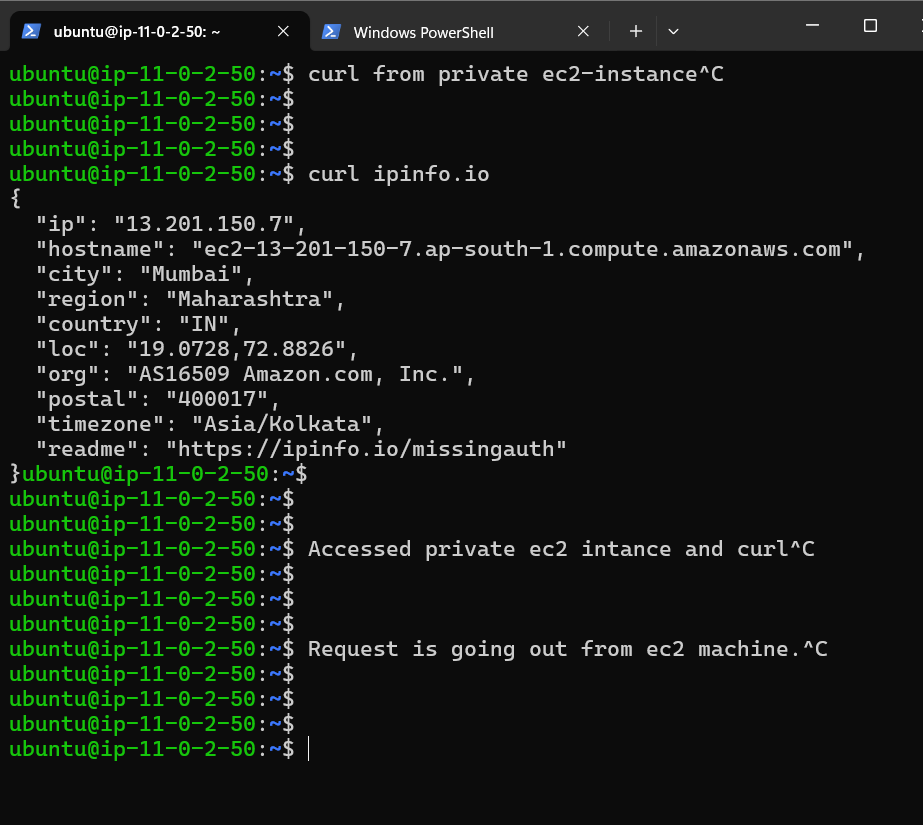 ubuntu@ip-11-0-2-50: ~
Windows PowerShell
ubuntu@ip-11-0-2-50:~$ curl from private ec2-instance^C
ubuntu@ip-11-0-2-50:~$
ubuntu@ip-11-0-2-50:~$
ubuntu@ip-11-0-2-50:~$
ubuntu@ip-11-0-2-50:~$ curl ipinfo.io
{
  "ip": "13.201.150.7",
  "hostname": "ec2-13-201-150-7.ap-south-1.compute.amazonaws.com",
  "city": "Mumbai",
  "region": "Maharashtra",
  "country": "IN",
  "loc": "19.0728,72.8826",
  "org": "AS16509 Amazon.com, Inc.",
  "postal": "400017",
  "timezone": "Asia/Kolkata",
  "readme": "https://ipinfo.io/missingauth"
}ubuntu@ip-11-0-2-50:~$
ubuntu@ip-11-0-2-50:~$
ubuntu@ip-11-0-2-50:~$
ubuntu@ip-11-0-2-50:~$ Accessed private ec2 intance and curl^C
ubuntu@ip-11-0-2-50:~$
ubuntu@ip-11-0-2-50:~$
ubuntu@ip-11-0-2-50:~$
ubuntu@ip-11-0-2-50:~$ Request is going out from ec2 machine.^C
ubuntu@ip-11-0-2-50:~$
ubuntu@ip-11-0-2-50:~$
ubuntu@ip-11-0-2-50:~$
ubuntu@ip-11-0-2-50:~$